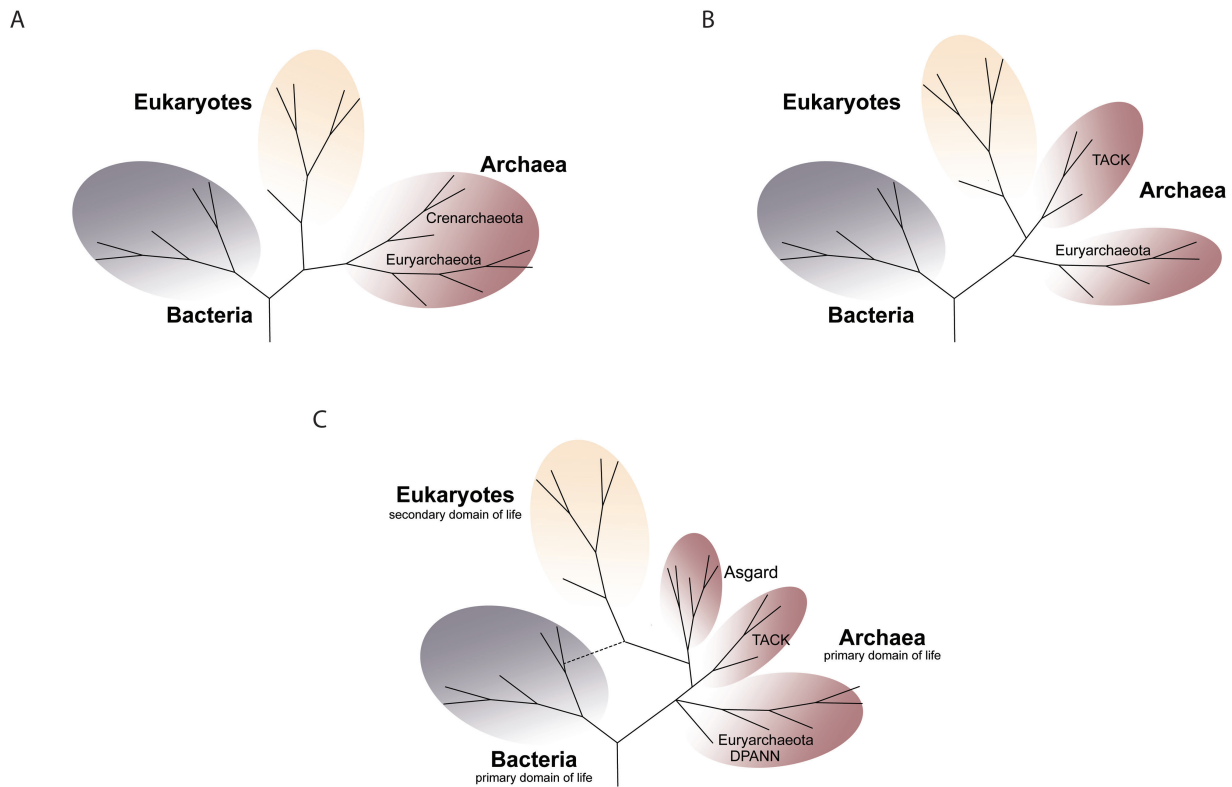 A
Eukaryotes
Archaea
Crenarchaeota
Euryarchaeota
Bacteria
B
Eukaryotes
TACK
Archaea
Euryarchaeota
Bacteria
C
Eukaryotes
secondary domain of life
Asgard
TACK
Archaea
primary domain of life
Euryarchaeota
DPANN
Bacteria
primary domain of life